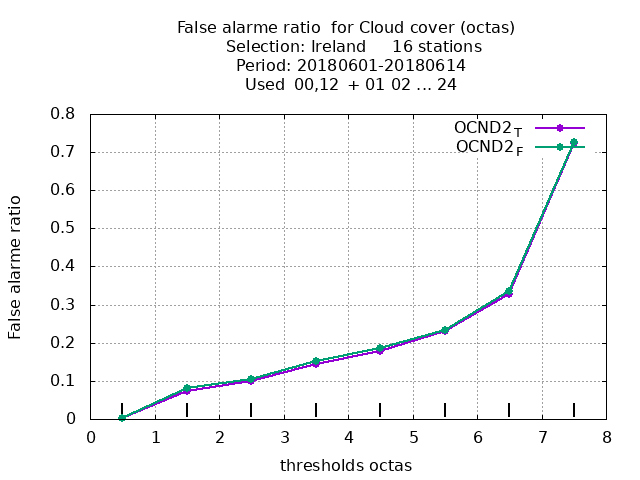 False alarme ratio  for Cloud cover (octas)
Selection: Ireland     16 stations
Period: 20180601-20180614
Used  00,12  + 01 02 ... 24
OCND2T
OCND2F
False alarme ratio
0.8
0.7
0.6
0.5
0.4
0.3
0.2
0.1
0
0 1 2 3 4 5 6 7 8
thresholds octas